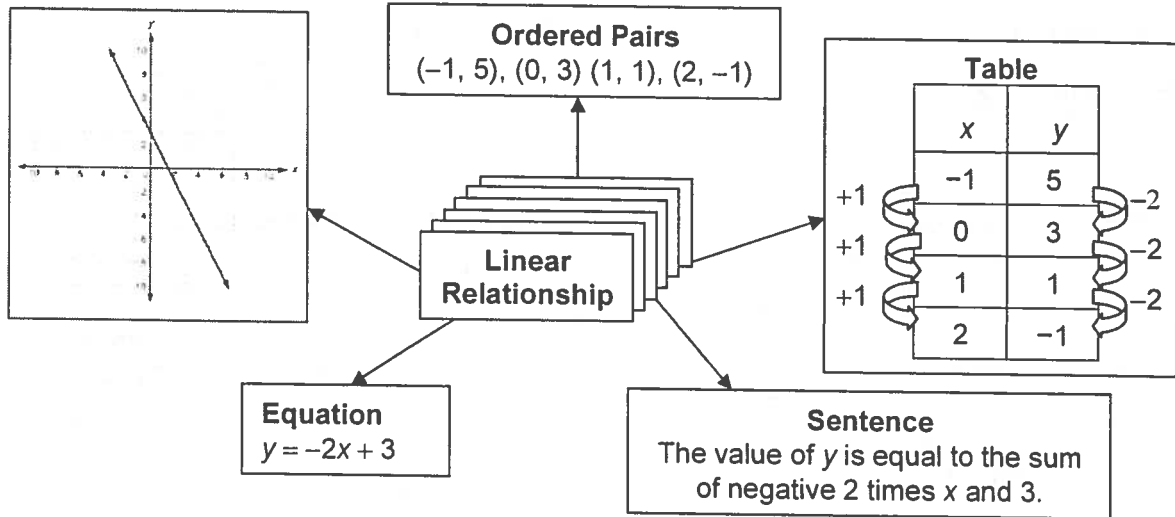 Ordered Pairs
(−1, 5), (0, 3) (1, 1), (2, −1)
Table
x y
−1 5
0 3
1 1
2 −1
+1 −2
+1 −2
+1 −2
Linear
Relationship
Equation
y = −2x + 3
Sentence
The value of y is equal to the sum
of negative 2 times x and 3.